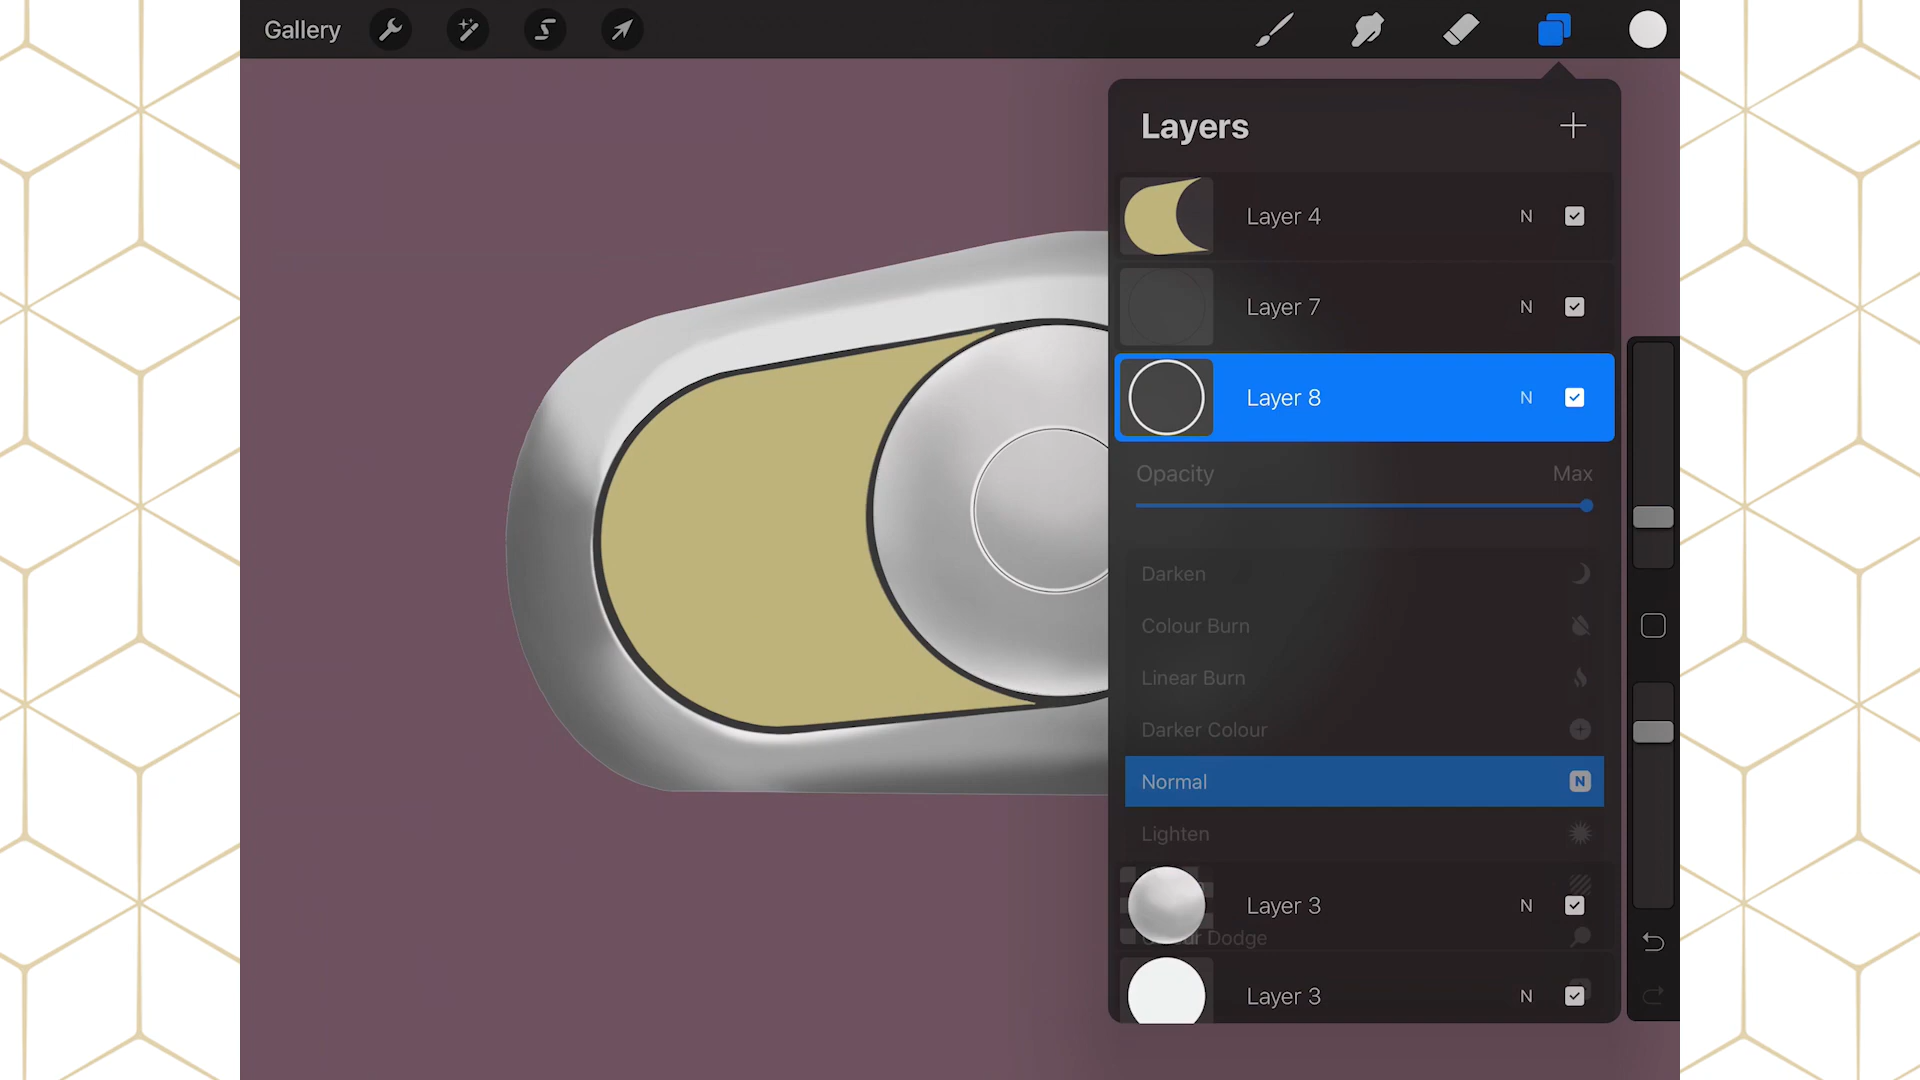 Gallery
Layers
Layer 4 N
Layer 7 N
Layer 8 N
Opacity Max
Darken
Colour Burn
Linear Burn
Darker Colour
Normal N
Lighten
Layer 3 N
Dodge
Layer 3 N